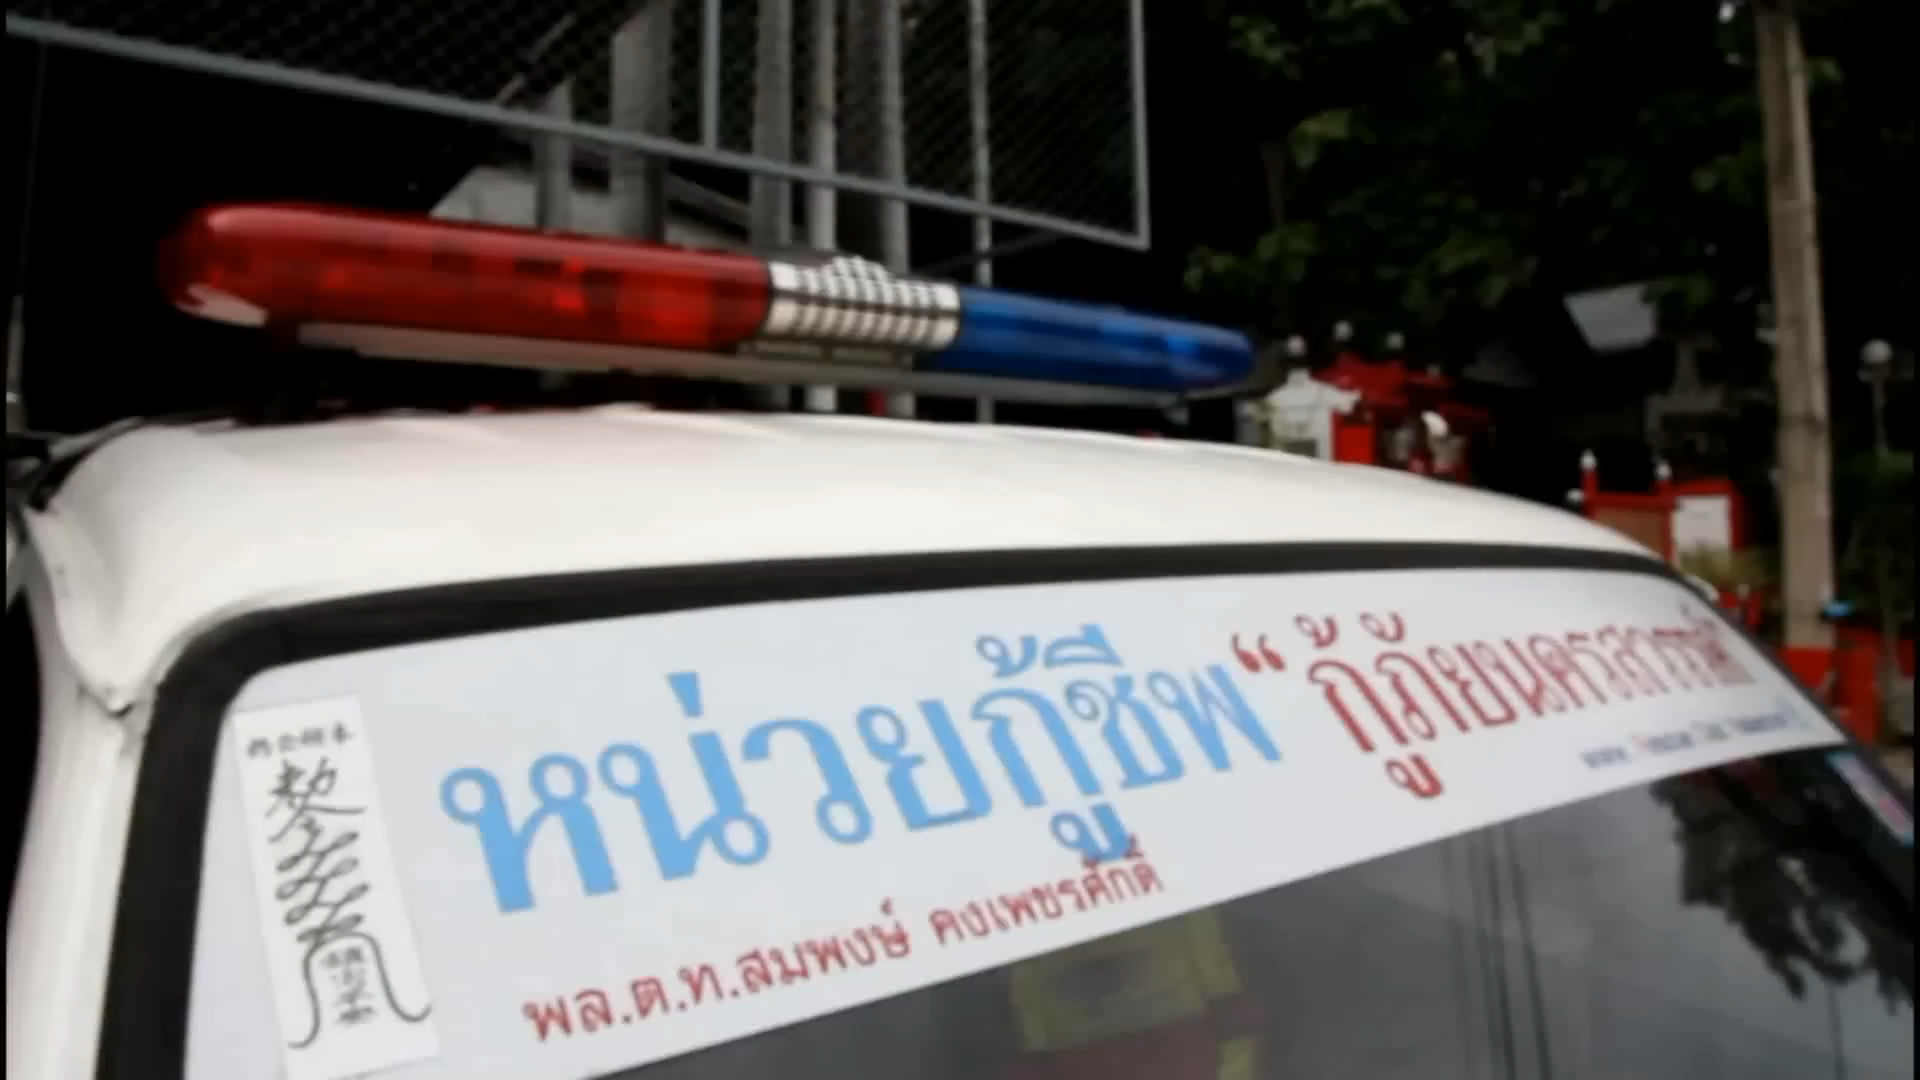 หน่วยกู้ชีพ “กู้ภัยนครสวรรค์
พล.ต.ท.สมพงษ์ คงเพชรศักดิ์